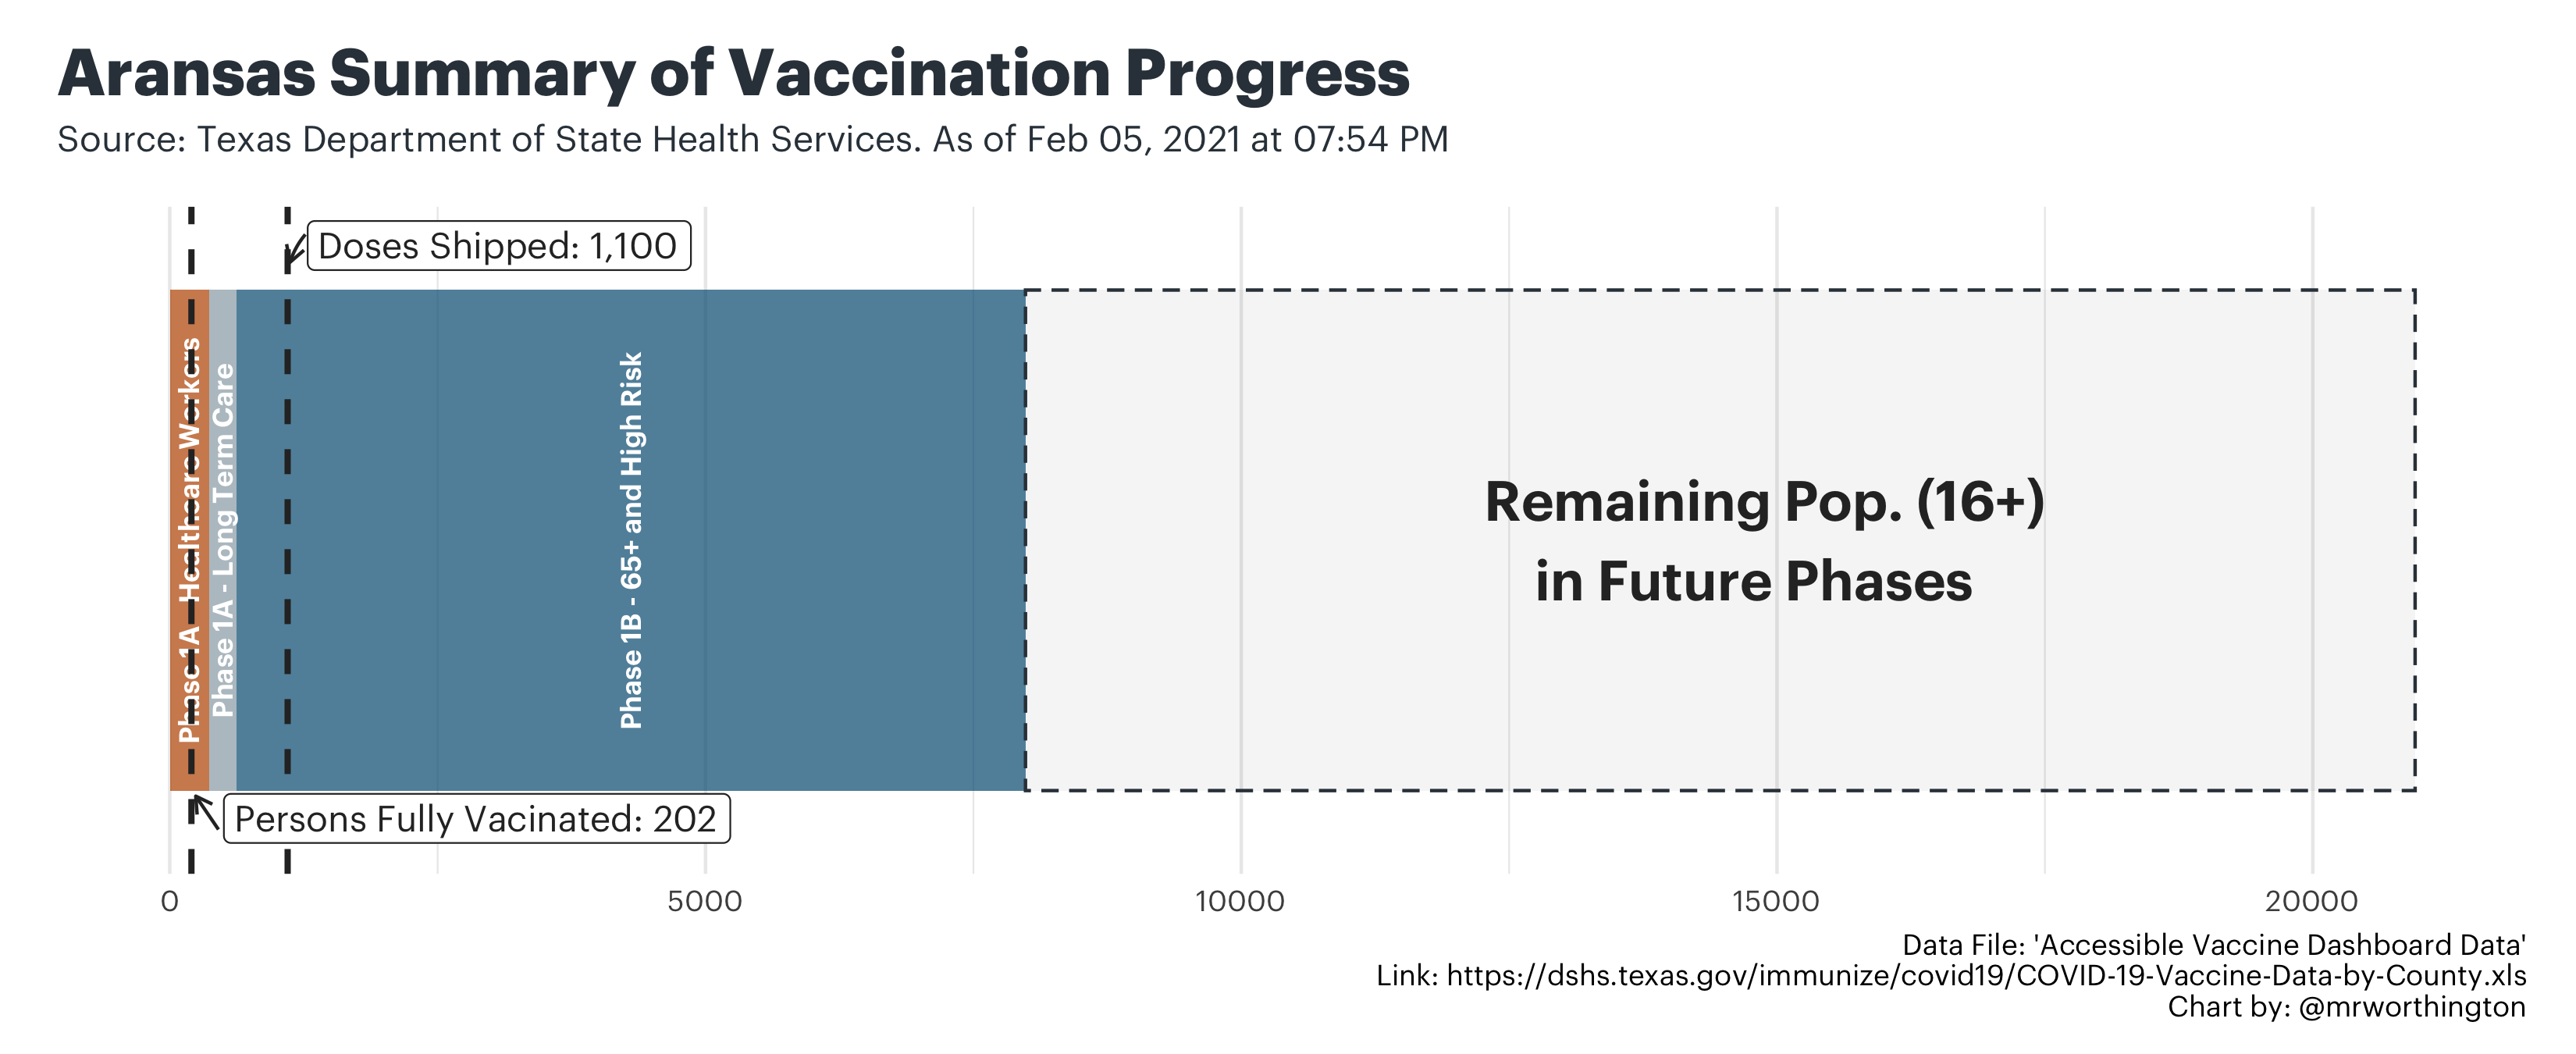 Aransas Summary of Vaccination Progress
Source: Texas Department of State Health Services. As of Feb 05, 2021 at 07:54 PM
Doses Shipped: 1,100
Phase 1A - Healthcare Workers
Phase 1A - Long Term Care
Phase 1B - 65+ and High Risk
Remaining Pop. (16+)
in Future Phases
Persons Fully Vacinated: 202
0
5000
10000
15000
20000
Data File: 'Accessible Vaccine Dashboard Data'
Link: https://dshs.texas.gov/immunize/covid19/COVID-19-Vaccine-Data-by-County.xls
Chart by: @mrworthington